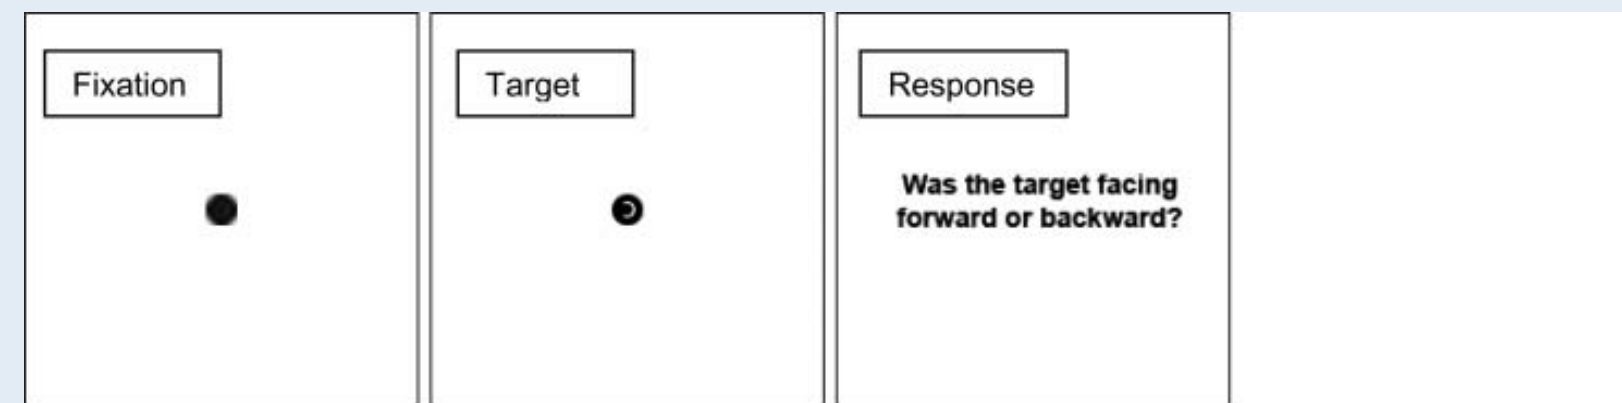 Fixation
Target
Response
Was the target facing
forward or backward?